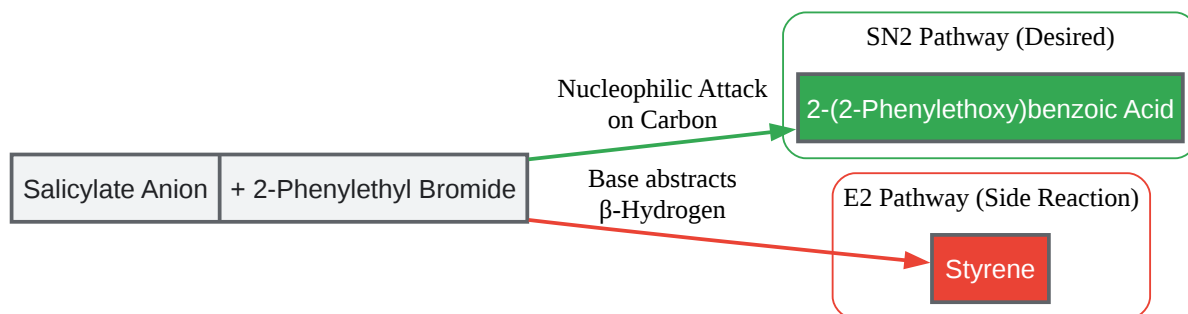 SN2 Pathway (Desired)
2-(2-Phenylethoxy)benzoic Acid
Nucleophilic Attack
on Carbon
Salicylate Anion
+ 2-Phenylethyl Bromide
Base abstracts
β-Hydrogen
E2 Pathway (Side Reaction)
Styrene